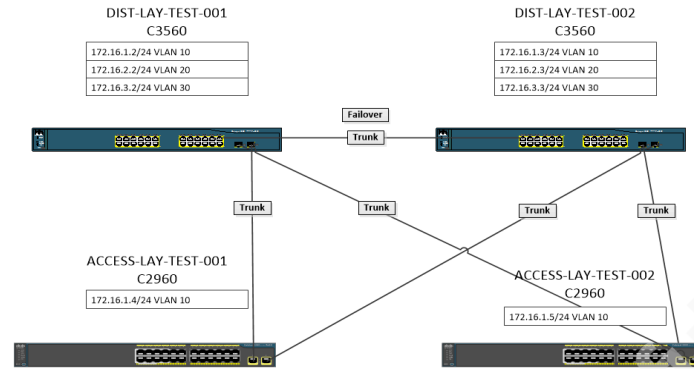 DIST-LAY-TEST-001
C3560
172.16.1.2/24 VLAN 10
172.16.2.2/24 VLAN 20
172.16.3.2/24 VLAN 30
DIST-LAY-TEST-002
C3560
172.16.1.3/24 VLAN 10
172.16.2.3/24 VLAN 20
172.16.3.3/24 VLAN 30
Failover
Trunk
Trunk
Trunk
Trunk
Trunk
ACCESS-LAY-TEST-001
C2960
172.16.1.4/24 VLAN 10
ACCESS-LAY-TEST-002
C2960
172.16.1.5/24 VLAN 10